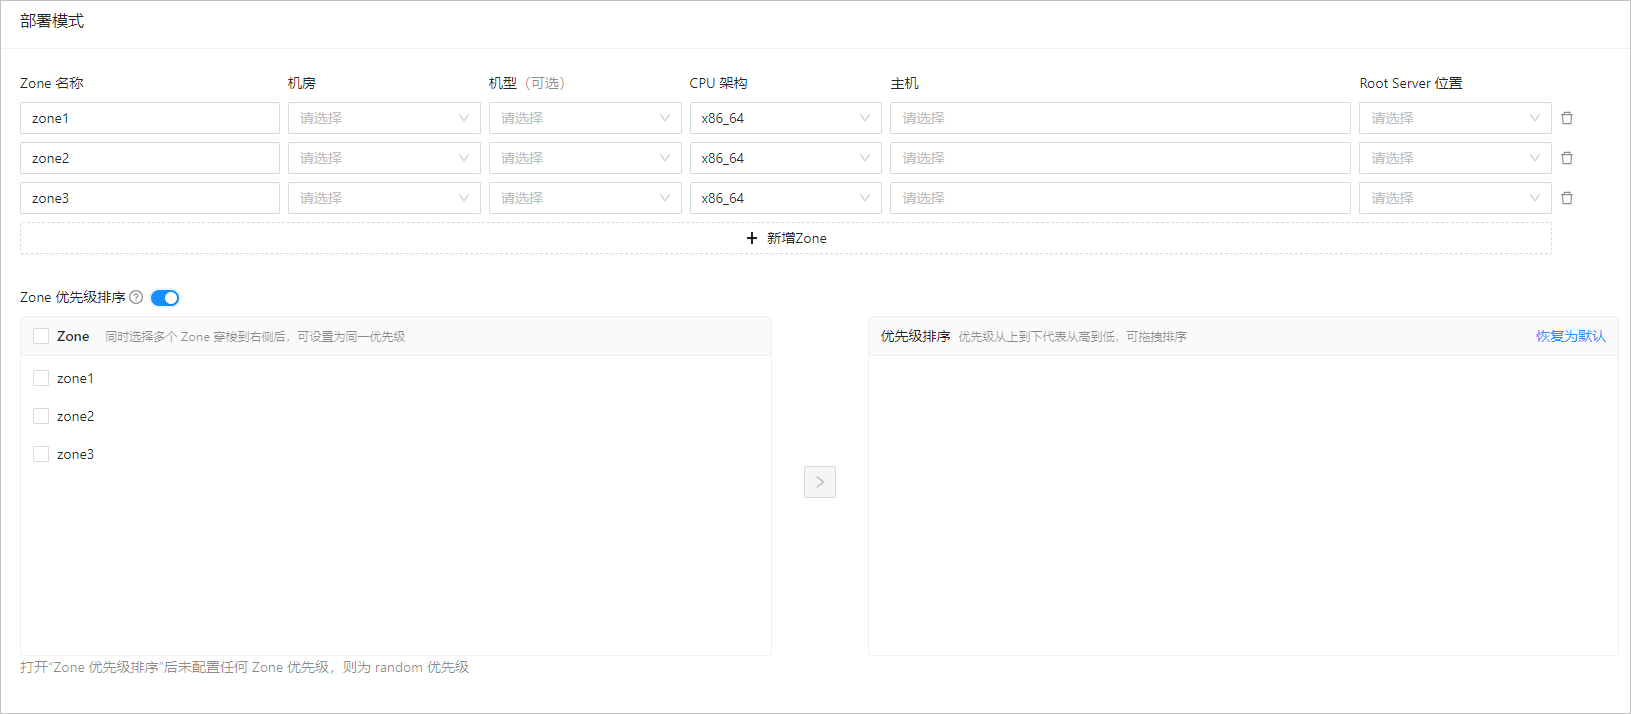 部署模式
Zone 名称 机房 机型（可选） CPU 架构 主机 Root Server 位置
zone1 请选择 请选择 x86_64 请选择 请选择
zone2 请选择 请选择 x86_64 请选择 请选择
zone3 请选择 请选择 x86_64 请选择 请选择
+ 新增Zone
Zone 优先级排序 ?
Zone 同时选择多个 Zone 穿梭到右侧后，可设置为同一优先级
zone1
zone2
zone3
>
优先级排序 优先级从上到下代表从高到低，可拖拽排序 恢复为默认
打开“Zone 优先级排序”后未配置任何 Zone 优先级，则为 random 优先级